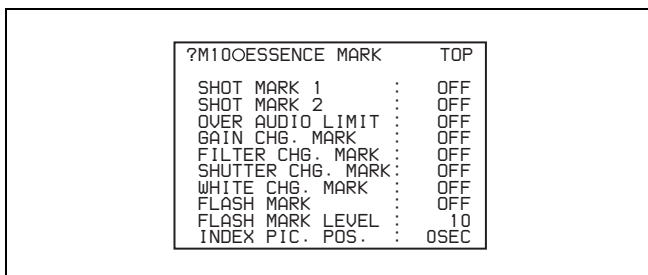 ?M10○ESSENCE MARK TOP
SHOT MARK 1 : OFF
SHOT MARK 2 : OFF
OVER AUDIO LIMIT : OFF
GAIN CHG. MARK : OFF
FILTER CHG. MARK : OFF
SHUTTER CHG. MARK: OFF
WHITE CHG. MARK : OFF
FLASH MARK : OFF
FLASH MARK LEVEL : 10
INDEX PIC. POS. : 0SEC